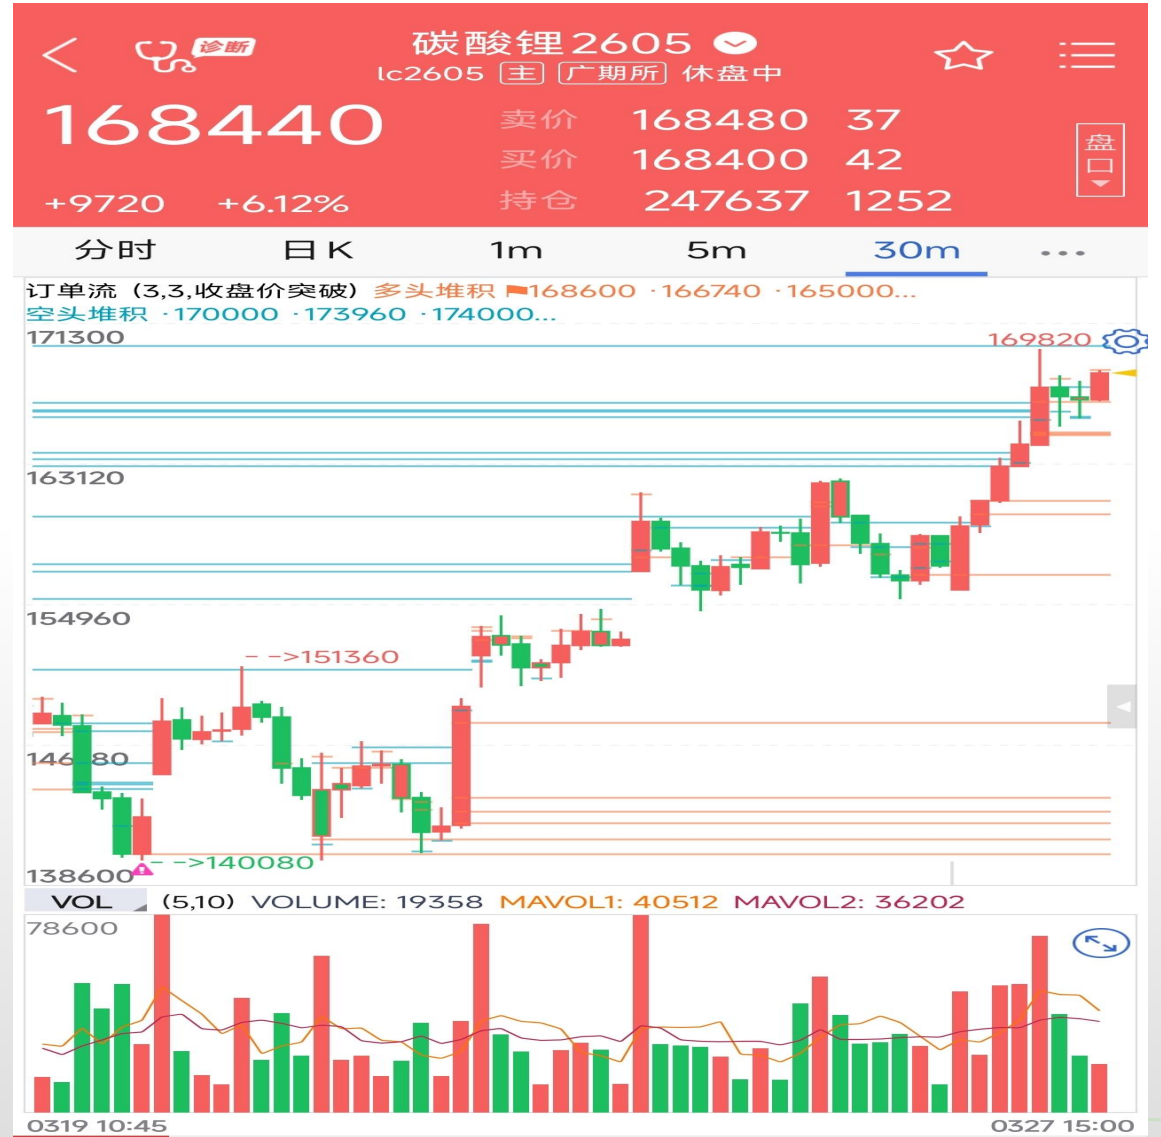 诊断
碳酸锂2605
lc2605 主 广期所 休盘中
168440
卖价 168480 37
买价 168400 42
盘口
+9720 +6.12%
持仓 247637 1252
分时 日K 1m 5m 30m
订单流 (3,3,收盘价突破) 多头堆积 168600 ·166740 ·165000...
空头堆积 ·170000 ·173960 ·174000...
171300
169820
163120
154960
-->151360
146780
-->140080
138600
VOL (5,10) VOLUME: 19358 MAVOL1: 40512 MAVOL2: 36202
78600
0319 10:45 0327 15:00